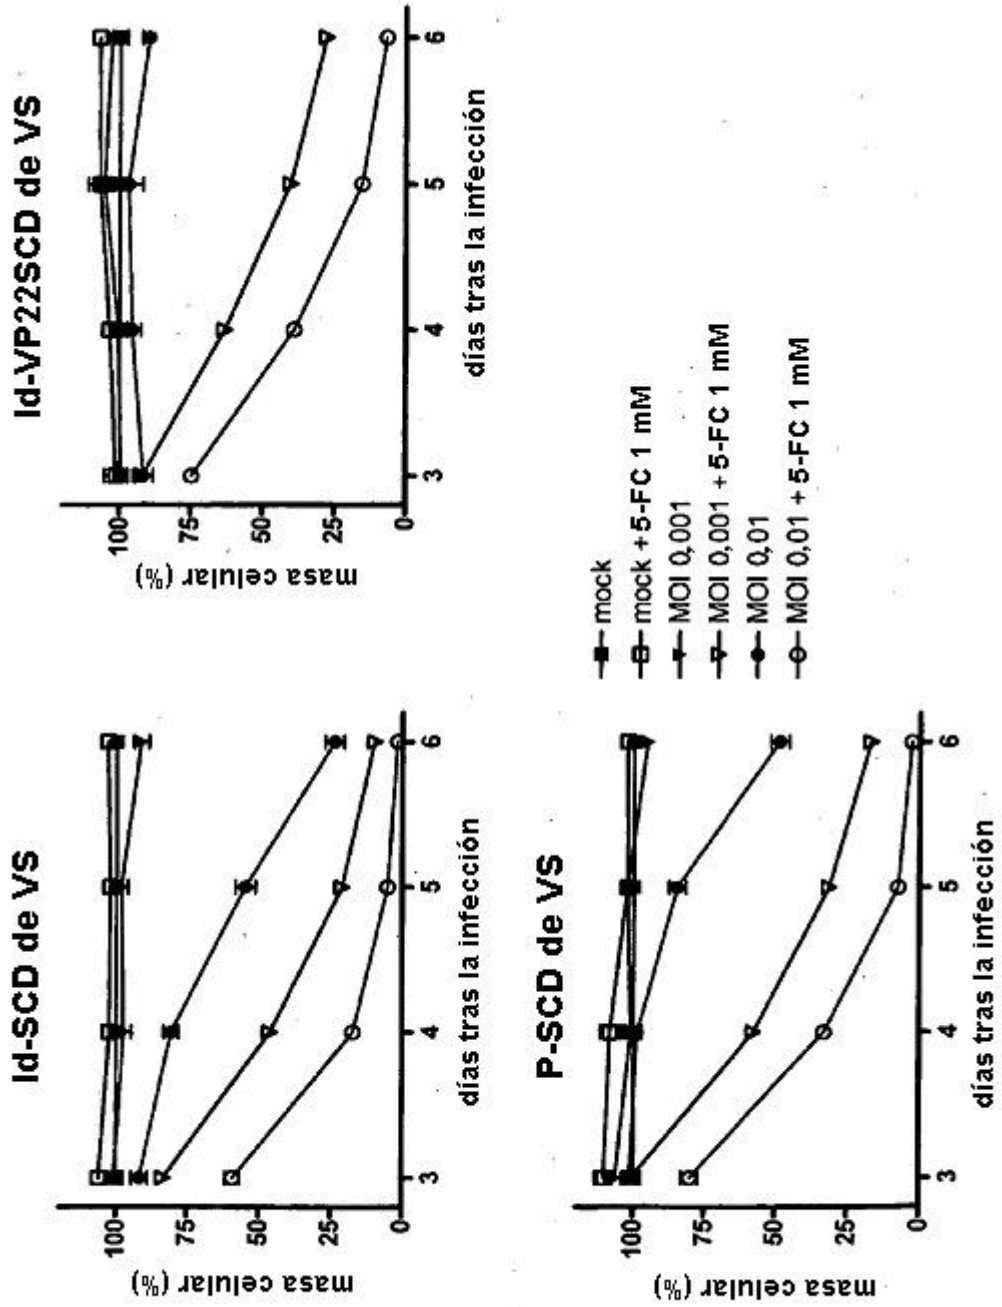 Id-SCD de VS
masa celular (%)
100
75
50
25
0
3 4 5 6
días tras la infección
Id-VP22SCD de VS
masa celular (%)
100
75
50
25
0
3 4 5 6
días tras la infección
P-SCD de VS
masa celular (%)
100
75
50
25
0
3 4 5 6
días tras la infección
mock
mock + 5-FC 1 mM
MOI 0,001
MOI 0,001 + 5-FC 1 mM
MOI 0,01
MOI 0,01 + 5-FC 1 mM